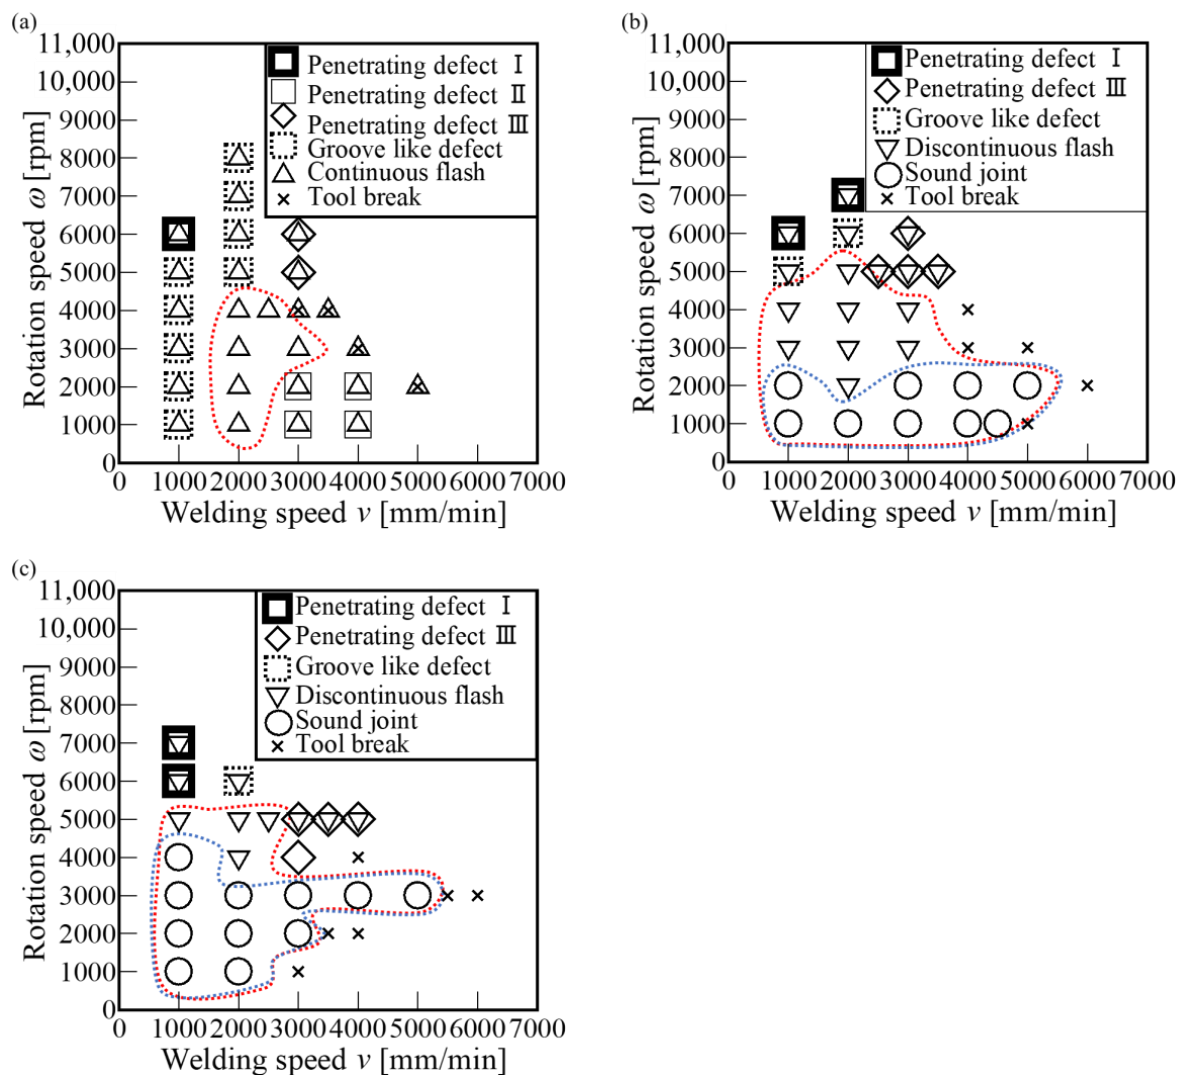 (a)
11,000
10,000
9000
8000
7000
6000
5000
4000
3000
2000
1000
0
Rotation speed ω [rpm]
Penetrating defect Ⅰ
Penetrating defect Ⅱ
Penetrating defect Ⅲ
Groove like defect
Continuous flash
Tool break
0 1000 2000 3000 4000 5000 6000 7000
Welding speed v [mm/min]
(b)
11,000
10,000
9000
8000
7000
6000
5000
4000
3000
2000
1000
0
Rotation speed ω [rpm]
Penetrating defect Ⅰ
Penetrating defect Ⅲ
Groove like defect
Discontinuous flash
Sound joint
Tool break
0 1000 2000 3000 4000 5000 6000 7000
Welding speed v [mm/min]
(c)
11,000
10,000
9000
8000
7000
6000
5000
4000
3000
2000
1000
0
Rotation speed ω [rpm]
Penetrating defect Ⅰ
Penetrating defect Ⅲ
Groove like defect
Discontinuous flash
Sound joint
Tool break
0 1000 2000 3000 4000 5000 6000 7000
Welding speed v [mm/min]